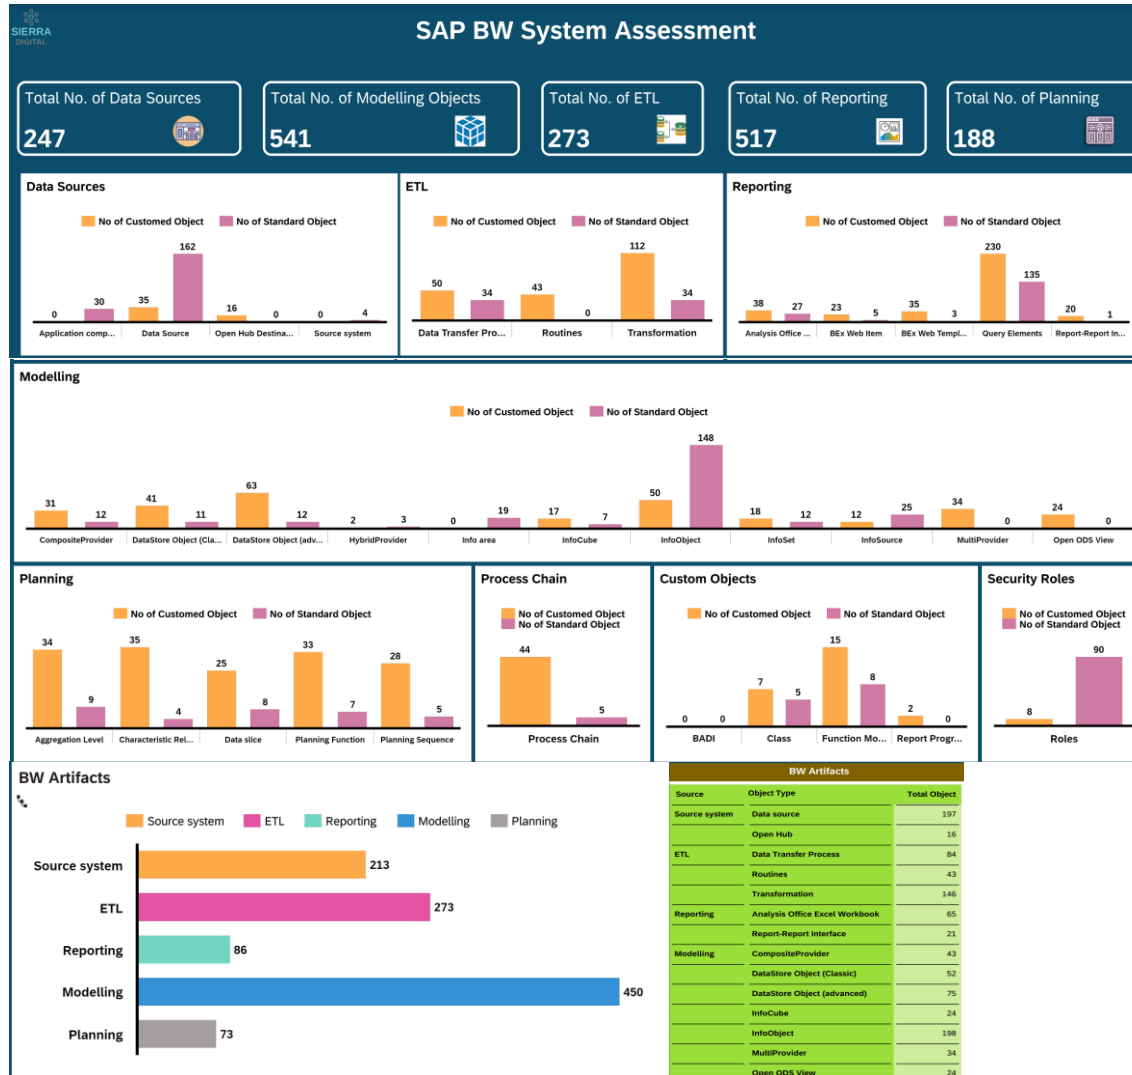 SIERRA
DIGITAL
SAP BW System Assessment
Total No. of Data Sources
247
Total No. of Modelling Objects
541
Total No. of ETL
273
Total No. of Reporting
517
Total No. of Planning
188
Data Sources
No of Customed Object No of Standard Object
0 30 35 162 16 0 0 4
Application comp... Data Source Open Hub Destina... Source system
ETL
No of Customed Object No of Standard Object
50 34 43 0 112 34
Data Transfer Pro... Routines Transformation
Reporting
No of Customed Object No of Standard Object
38 27 23 5 35 3 230 135 20 1
Analysis Office ... BEx Web Item BEx Web Templ... Query Elements Report-Report In...
Modelling
No of Customed Object No of Standard Object
31 12 41 11 63 12 2 3 0 19 17 7 50 148 18 12 12 25 34 0 24 0
CompositeProvider DataStore Object (Cla... DataStore Object (adv... HybridProvider Info area InfoCube InfoObject InfoSet InfoSource MultiProvider Open ODS View
Planning
No of Customed Object No of Standard Object
34 9 35 4 25 8 33 7 28 5
Aggregation Level Characteristic Rel... Data slice Planning Function Planning Sequence
Process Chain
No of Customed Object
No of Standard Object
44 5
Process Chain
Custom Objects
No of Customed Object No of Standard Object
0 0 7 5 15 8 2 0
BADI Class Function Mo... Report Progr...
Security Roles
No of Customed Object
No of Standard Object
8 90
Roles
BW Artifacts
Source system ETL Reporting Modelling Planning
Source system 213
ETL 273
Reporting 86
Modelling 450
Planning 73
BW Artifacts
Source Object Type Total Object
Source system Data source 197
Open Hub 16
ETL Data Transfer Process 84
Routines 43
Transformation 146
Reporting Analysis Office Excel Workbook 65
Report-Report Interface 21
Modelling CompositeProvider 43
DataStore Object (Classic) 52
DataStore Object (advanced) 75
InfoCube 24
InfoObject 198
MultiProvider 34
Open ODS View 24